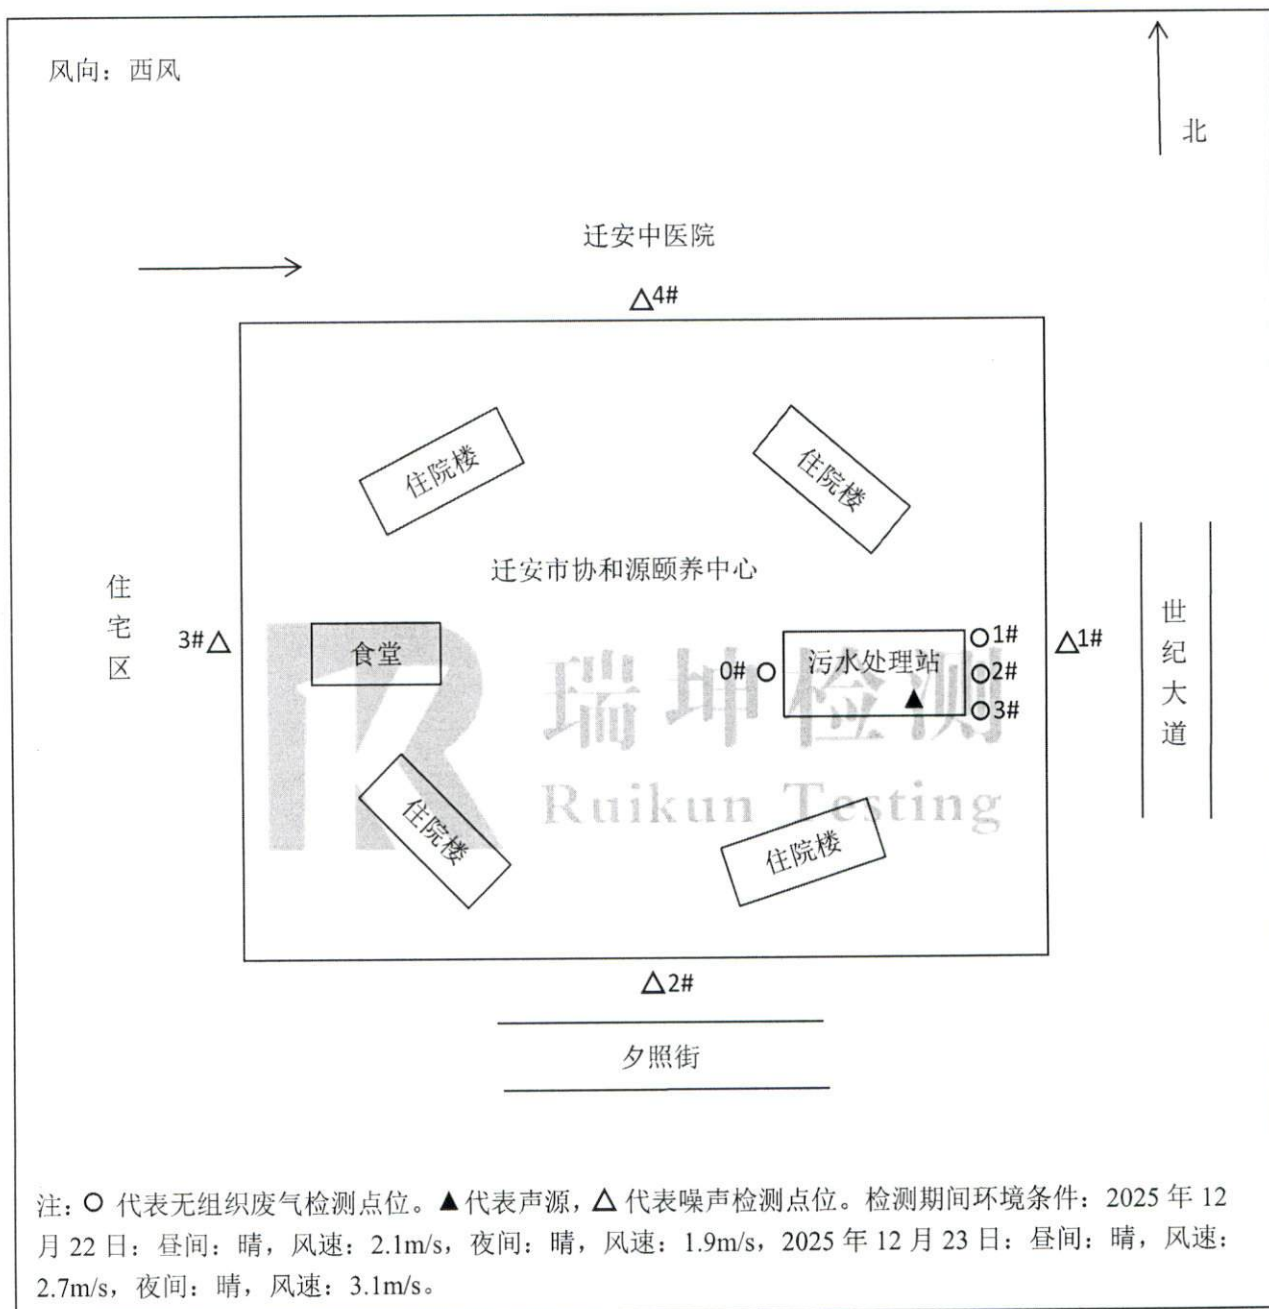 风向：西风
北
迁安中医院
△4#
住院楼
住院楼
迁安市协和源颐养中心
住宅区
3#△
食堂
0#
污水处理站
1#
2#
3#
△1#
世纪大道
瑞坤检测
Ruikun Testing
住院楼
住院楼
△2#
夕照街
注：○ 代表无组织废气检测点位。▲代表声源，△ 代表噪声检测点位。检测期间环境条件：2025 年 12
月 22 日：昼间：晴，风速：2.1m/s，夜间：晴，风速：1.9m/s，2025 年 12 月 23 日：昼间：晴，风速：
2.7m/s，夜间：晴，风速：3.1m/s。